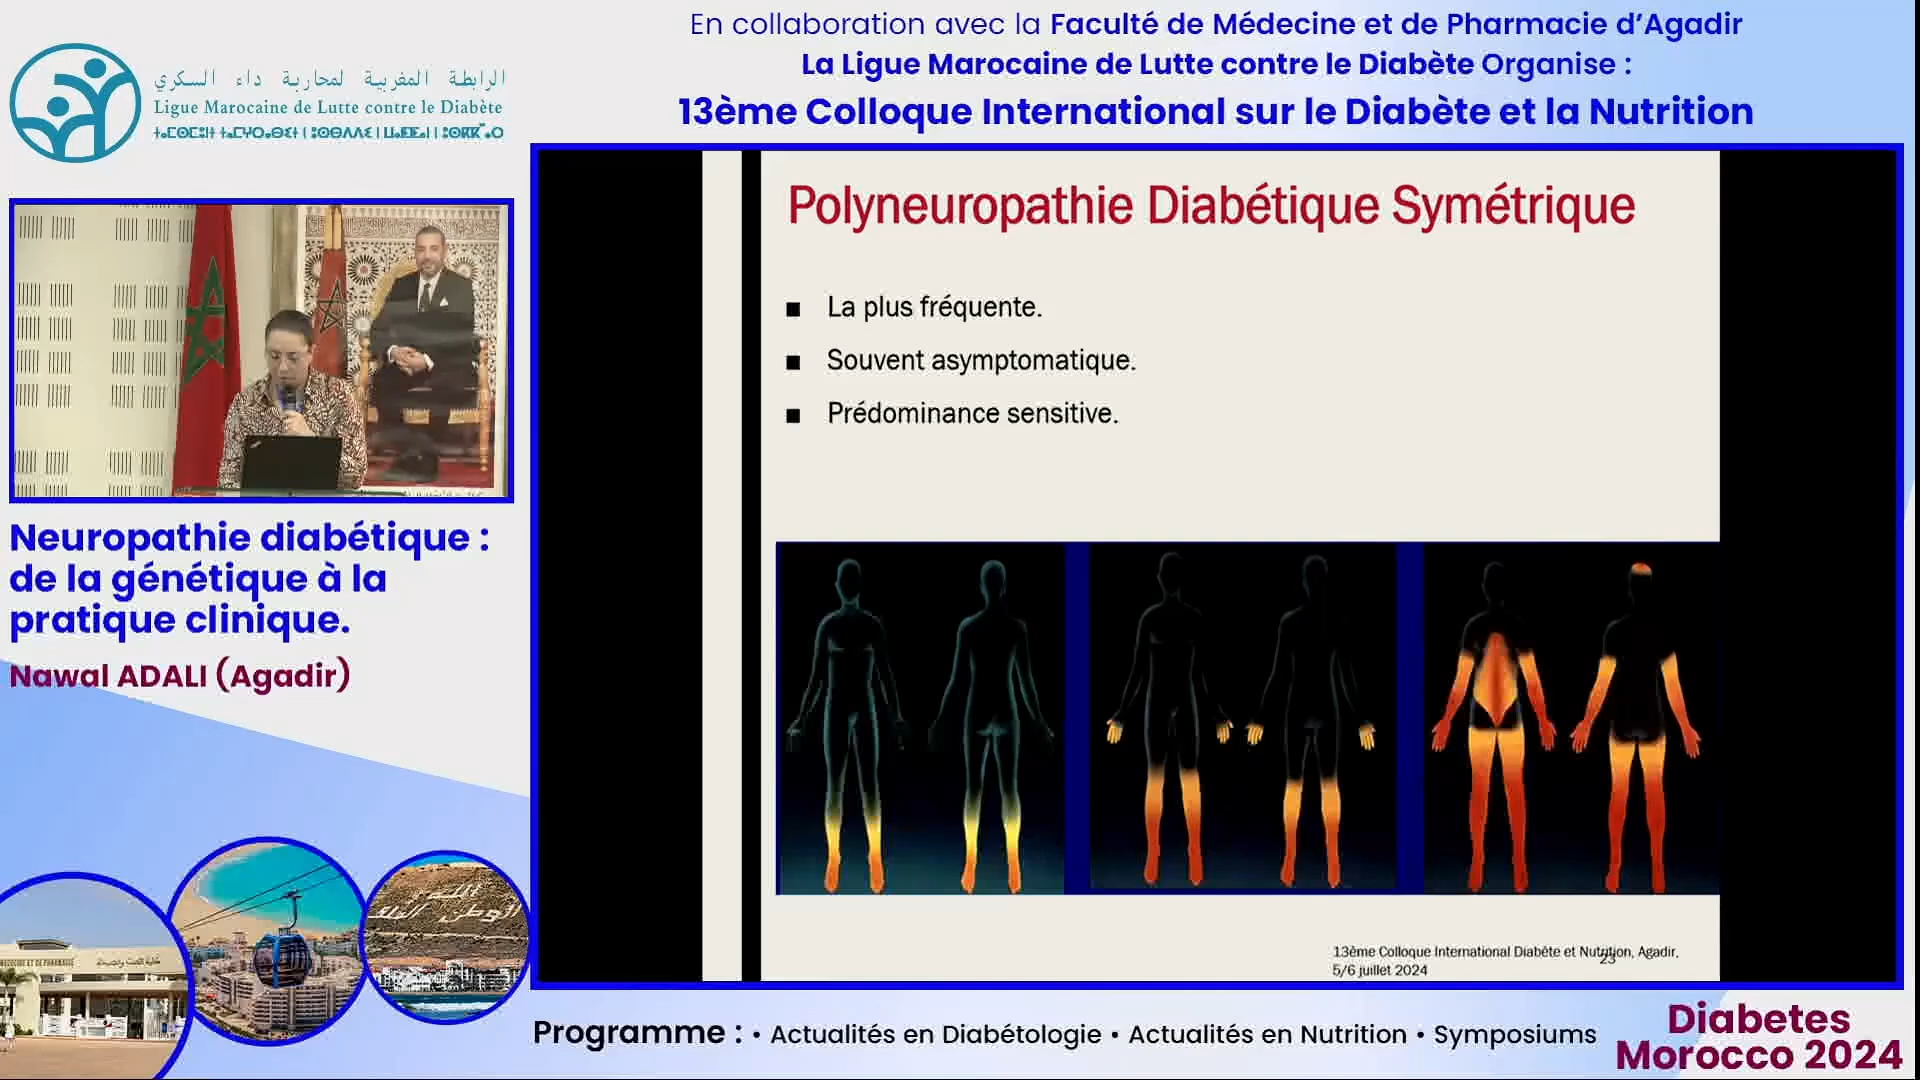 En collaboration avec la Faculté de Médecine et de Pharmacie d'Agadir
La Ligue Marocaine de Lutte contre le Diabète Organise :
13ème Colloque International sur le Diabète et la Nutrition
الرابطة المغربية لمحاربة داء السكري
Ligue Marocaine de Lutte contre le Diabète
Neuropathie diabétique :
de la génétique à la
pratique clinique.
Nawal ADALI (Agadir)
Polyneuropathie Diabétique Symétrique
■ La plus fréquente.
■ Souvent asymptomatique.
■ Prédominance sensitive.
13ème Colloque International Diabète et Nutrition, Agadir,
5/6 juillet 2024
23
الله
الوطن الملك
Programme : • Actualités en Diabétologie • Actualités en Nutrition • Symposiums
Diabetes
Morocco 2024